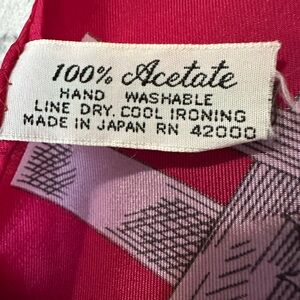 100% Acetate
HAND WASHABLE
LINE DRY. COOL IRONING
MADE IN JAPAN RN 42000